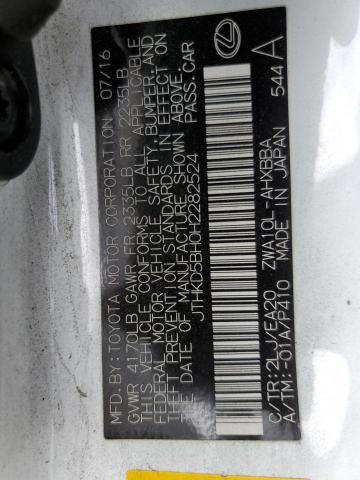 MFD. BY: TOYOTA MOTOR CORPORATION 07/16
GVWR 4170LB GAWR FR 2335LB RR 2235LB
THIS VEHICLE CONFORMS TO ALL APPLICABLE
FEDERAL MOTOR VEHICLE SAFETY, BUMPER, AND
THEFT PREVENTION STANDARDS IN EFFECT ON
THE DATE OF MANUFACTURE SHOWN ABOVE.
JTHKD5BH0H2282524 PASS. CAR
C/TR: 2LJ/EA20 ZWA10L-AHXBBA
A/TM: -01A/P410 MADE IN JAPAN 544 A